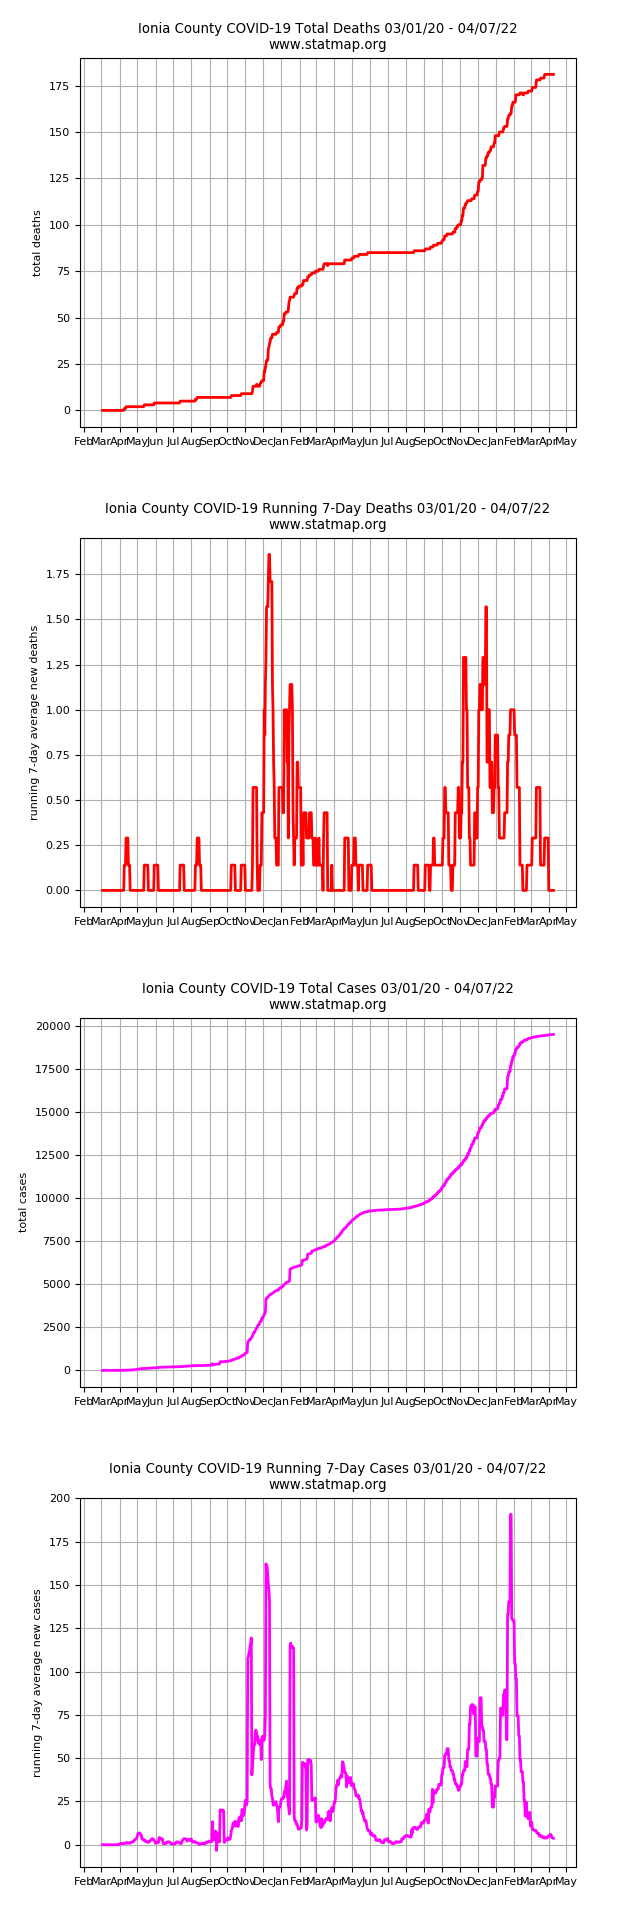 Ionia County COVID-19 Total Deaths 03/01/20 - 04/07/22
www.statmap.org
total deaths
175
150
125
100
75
50
25
0
Feb Mar Apr May Jun Jul Aug Sep Oct Nov Dec Jan Feb Mar Apr May Jun Jul Aug Sep Oct Nov Dec Jan Feb Mar Apr May
Ionia County COVID-19 Running 7-Day Deaths 03/01/20 - 04/07/22
www.statmap.org
running 7-day average new deaths
1.75
1.50
1.25
1.00
0.75
0.50
0.25
0.00
Feb Mar Apr May Jun Jul Aug Sep Oct Nov Dec Jan Feb Mar Apr May Jun Jul Aug Sep Oct Nov Dec Jan Feb Mar Apr May
Ionia County COVID-19 Total Cases 03/01/20 - 04/07/22
www.statmap.org
total cases
20000
17500
15000
12500
10000
7500
5000
2500
0
Feb Mar Apr May Jun Jul Aug Sep Oct Nov Dec Jan Feb Mar Apr May Jun Jul Aug Sep Oct Nov Dec Jan Feb Mar Apr May
Ionia County COVID-19 Running 7-Day Cases 03/01/20 - 04/07/22
www.statmap.org
running 7-day average new cases
200
175
150
125
100
75
50
25
0
Feb Mar Apr May Jun Jul Aug Sep Oct Nov Dec Jan Feb Mar Apr May Jun Jul Aug Sep Oct Nov Dec Jan Feb Mar Apr May